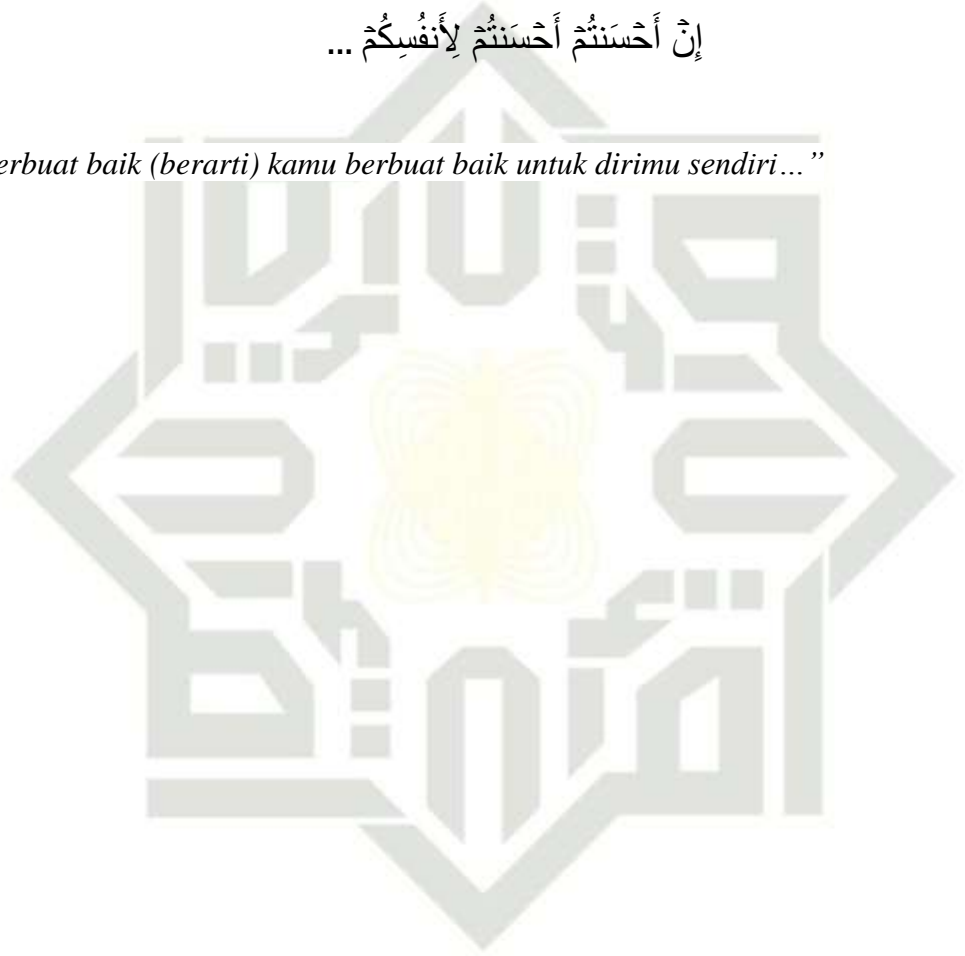 إِنۡ أَحۡسَنتُمۡ أَحۡسَنتُمۡ لِأَنفُسِكُمۡ ...
erbuat baik (berarti) kamu berbuat baik untuk dirimu sendiri…”